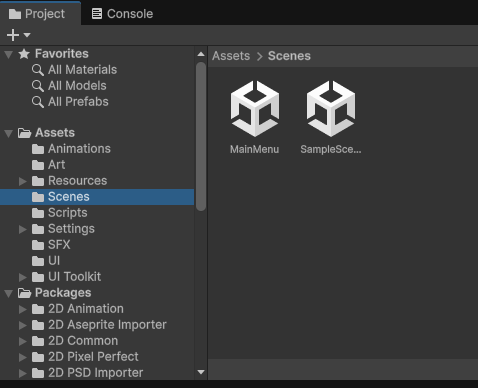 Project Console
Favorites
All Materials
All Models
All Prefabs
Assets
Animations
Art
Resources
Scenes
Scripts
Settings
SFX
UI
UI Toolkit
Packages
2D Animation
2D Aseprite Importer
2D Common
2D Pixel Perfect
2D PSD Importer
Assets > Scenes
MainMenu SampleSce...